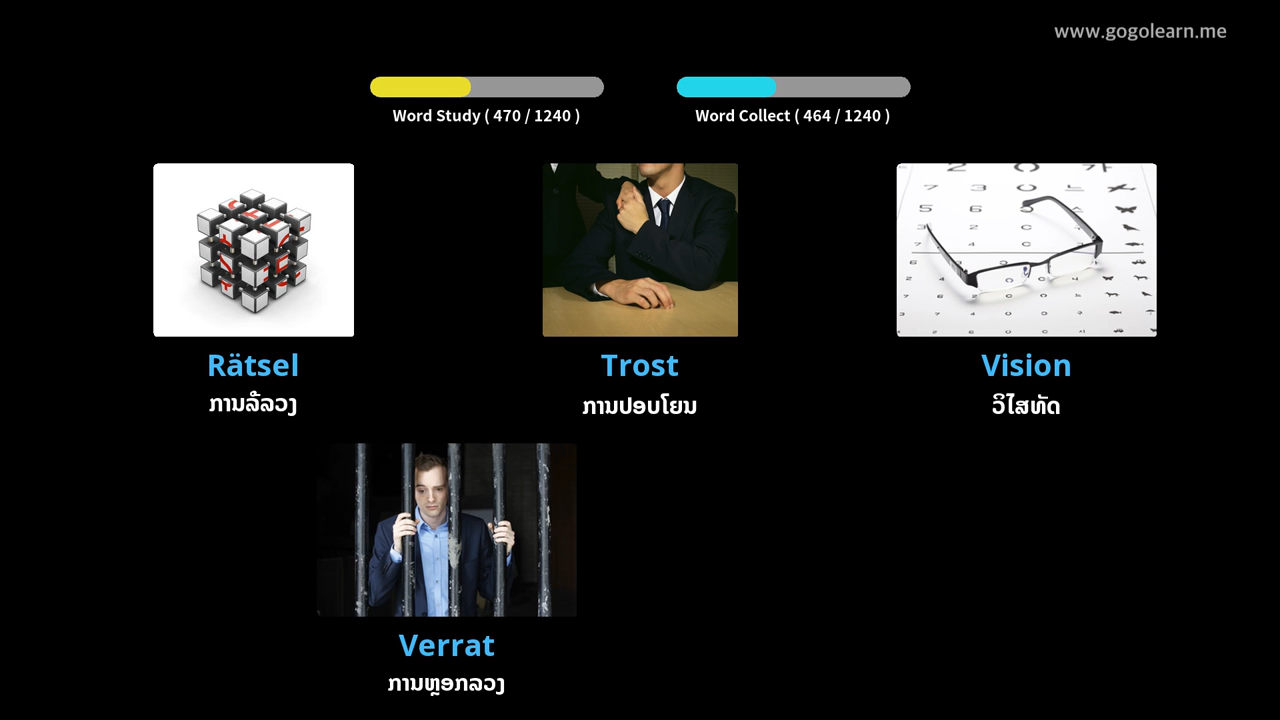 www.gogolearn.me
Word Study ( 470 / 1240 )
Word Collect ( 464 / 1240 )
Rätsel
Trost
Vision
ການລໍ້ລວງ
ການປອບໂຍນ
ວິໄສທັດ
Verrat
ການຫຼອກລວງ